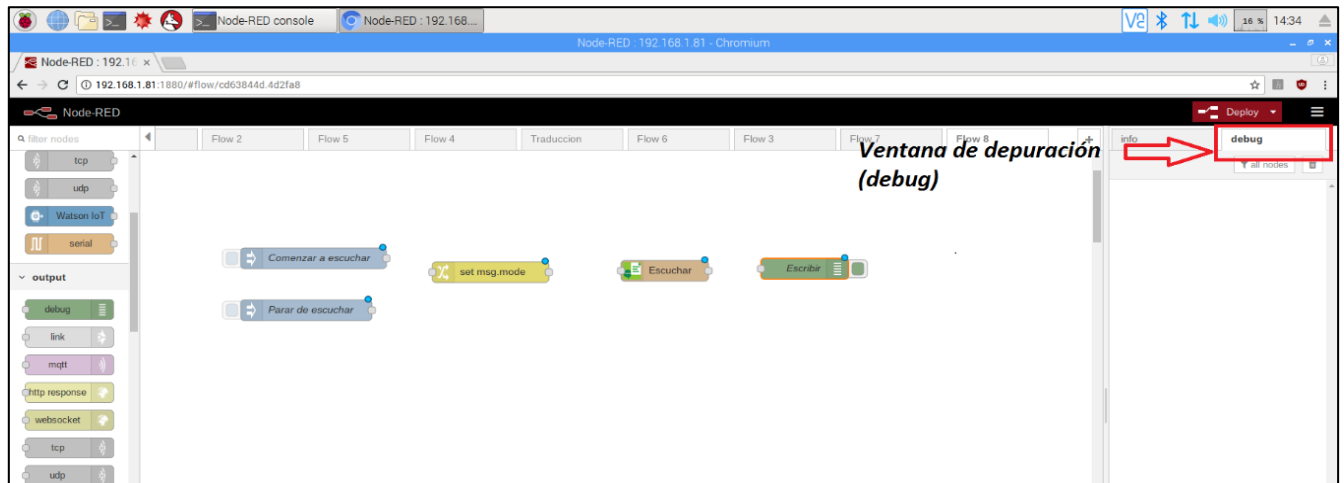 Node-RED console
Node-RED : 192.168....
16 %
14:34
Node-RED : 192.168.1.81 - Chromium
Node-RED : 192.16
192.168.1.81:1880/#flow/cd63844d.4d2fa8
Node-RED
Deploy
filter nodes
Flow 2
Flow 5
Flow 4
Traduccion
Flow 6
Flow 3
Flow 7
Flow 8
info
debug
Ventana de depuración
(debug)
all nodes
tcp
udp
Watson IoT
serial
output
debug
link
mqtt
http response
websocket
tcp
udp
Comenzar a escuchar
Parar de escuchar
set msg.mode
Escuchar
Escribir